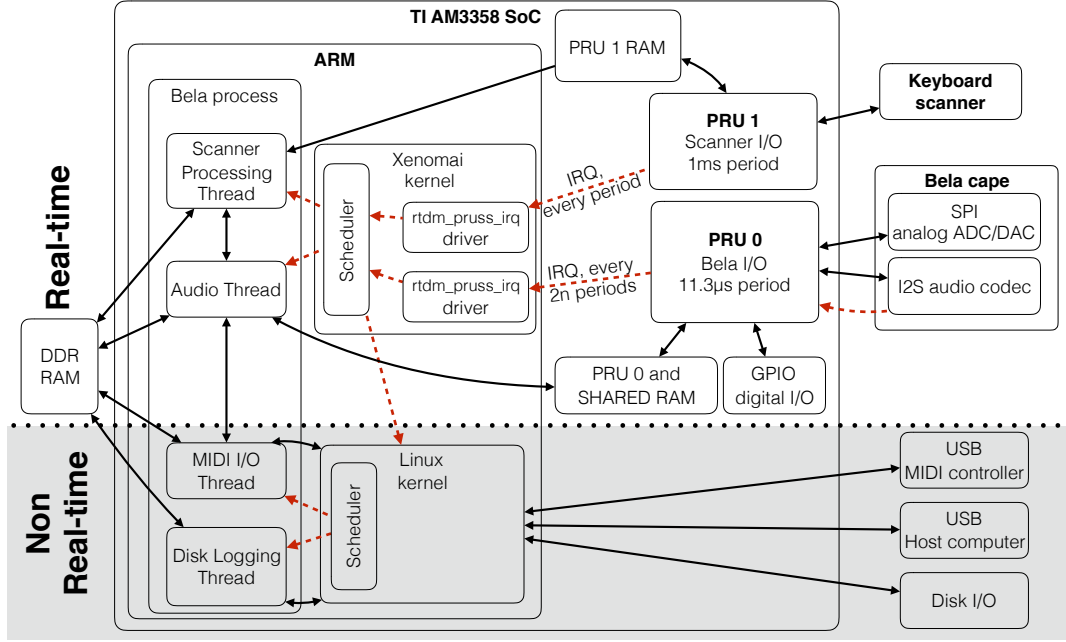 TI AM3358 SoC
ARM
PRU 1 RAM
Bela process
Keyboard
scanner
PRU 1
Scanner I/O
1ms period
Scanner
Processing
Thread
Xenomai
kernel
Scheduler
IRQ,
every period
rtdm_pruss_irq
driver
Bela cape
SPI
analog ADC/DAC
PRU 0
Bela I/O
11.3µs period
Real-time
Audio Thread
rtdm_pruss_irq
driver
IRQ, every
2n periods
I2S audio codec
DDR
RAM
PRU 0 and
SHARED RAM
GPIO
digital I/O
Non
Real-time
MIDI I/O
Thread
Linux
kernel
Scheduler
USB
MIDI controller
USB
Host computer
Disk Logging
Thread
Disk I/O